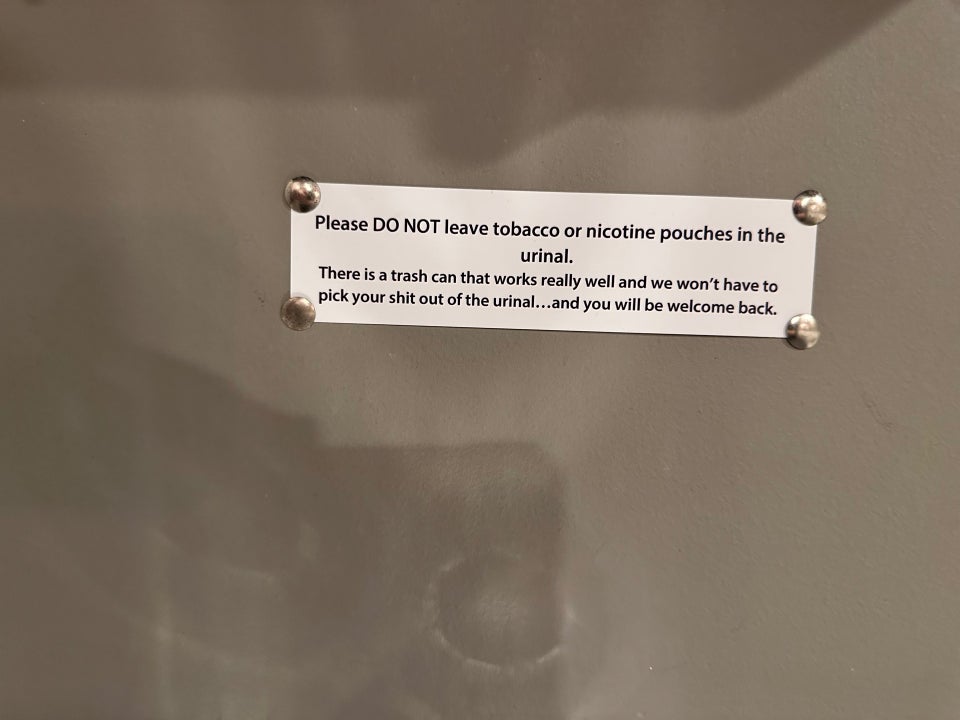 Please DO NOT leave tobacco or nicotine pouches in the
urinal.
There is a trash can that works really well and we won’t have to
pick your shit out of the urinal...and you will be welcome back.